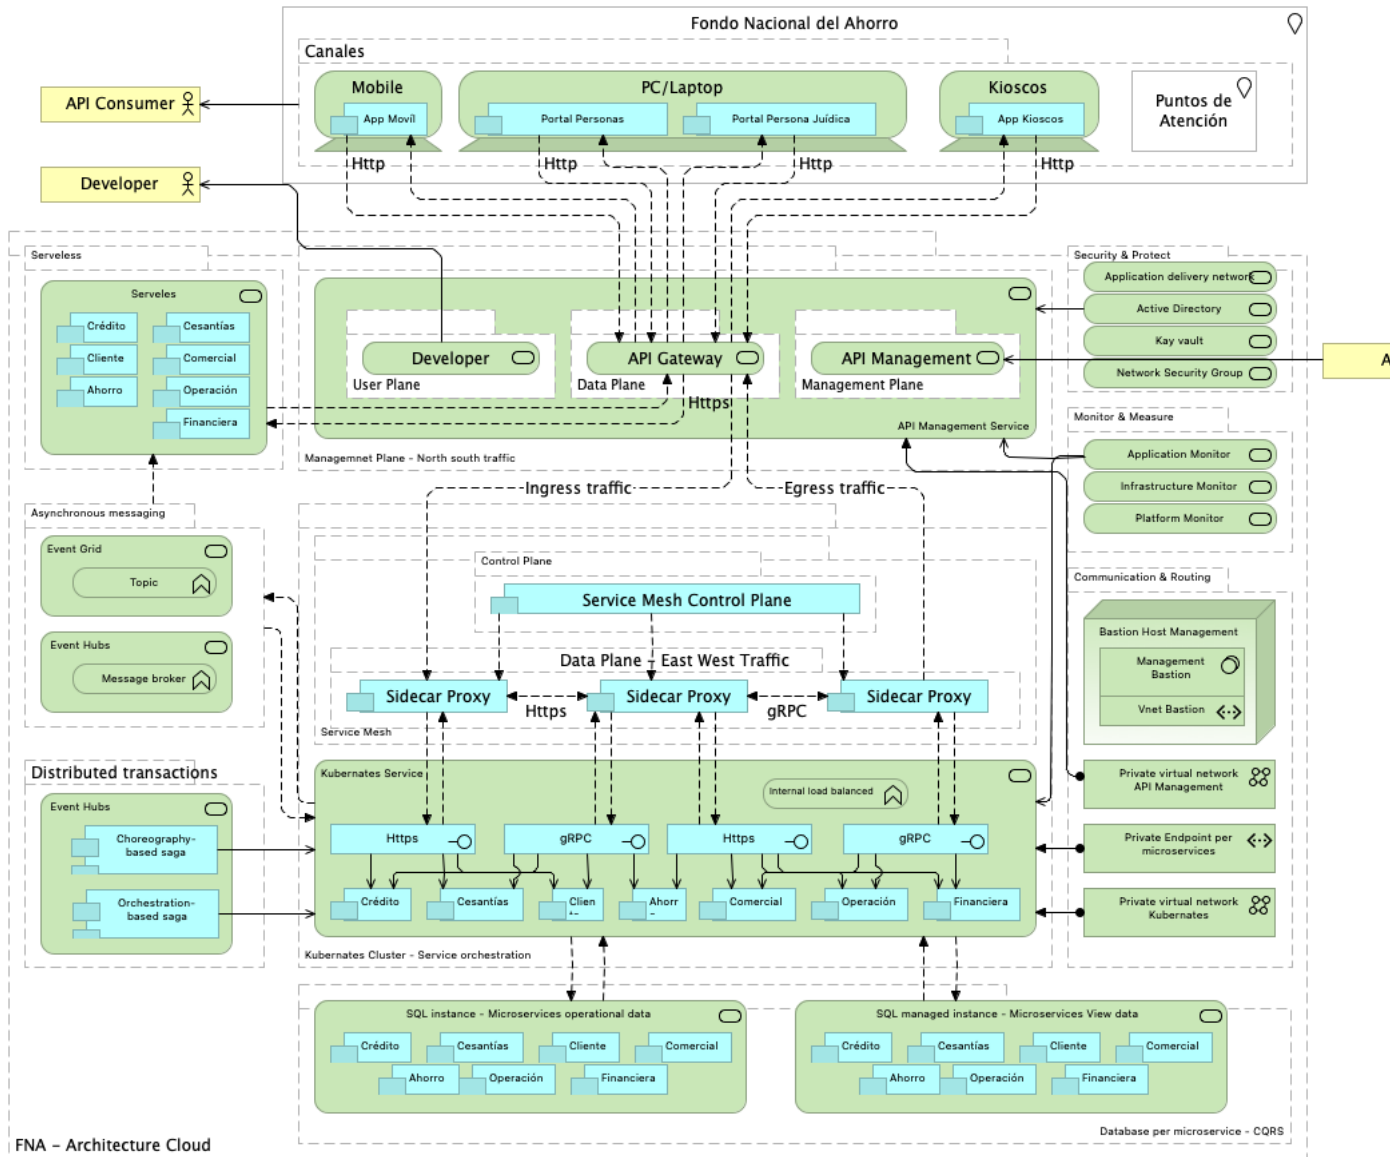 Fondo Nacional del Ahorro
Canales
Mobile
App Movíl
PC/Laptop
Portal Personas
Portal Persona Juídica
Kioscos
App Kioscos
Puntos de
Atención
API Consumer
Developer
Http
Http
Http
Http
Serveless
Serveles
Crédito
Cesantías
Cliente
Comercial
Ahorro
Operación
Financiera
Developer
User Plane
API Gateway
Data Plane
API Management
Management Plane
Https
API Management Service
Managemnet Plane - North south traffic
Security & Protect
Application delivery network
Active Directory
Kay vault
Network Security Group
A
Monitor & Measure
Application Monitor
Infrastructure Monitor
Platform Monitor
Ingress traffic
Egress traffic
Asynchronous messaging
Event Grid
Topic
Event Hubs
Message broker
Control Plane
Service Mesh Control Plane
Data Plane - East West Traffic
Sidecar Proxy
Https
Sidecar Proxy
gRPC
Sidecar Proxy
Service Mesh
Communication & Routing
Bastion Host Management
Management
Bastion
Vnet Bastion
Private virtual network
API Management
Private Endpoint per
microservices
Private virtual network
Kubernates
Distributed transactions
Event Hubs
Choreography-
based saga
Orchestration-
based saga
Kubernates Service
Internal load balanced
Https
gRPC
Https
gRPC
Crédito
Cesantías
Clien
Ahorr
Comercial
Operación
Financiera
Kubernates Cluster - Service orchestration
SQL instance - Microservices operational data
Crédito
Cesantías
Cliente
Comercial
Ahorro
Operación
Financiera
SQL managed instance - Microservices View data
Crédito
Cesantías
Cliente
Comercial
Ahorro
Operación
Financiera
Database per microservice - CQRS
FNA - Architecture Cloud